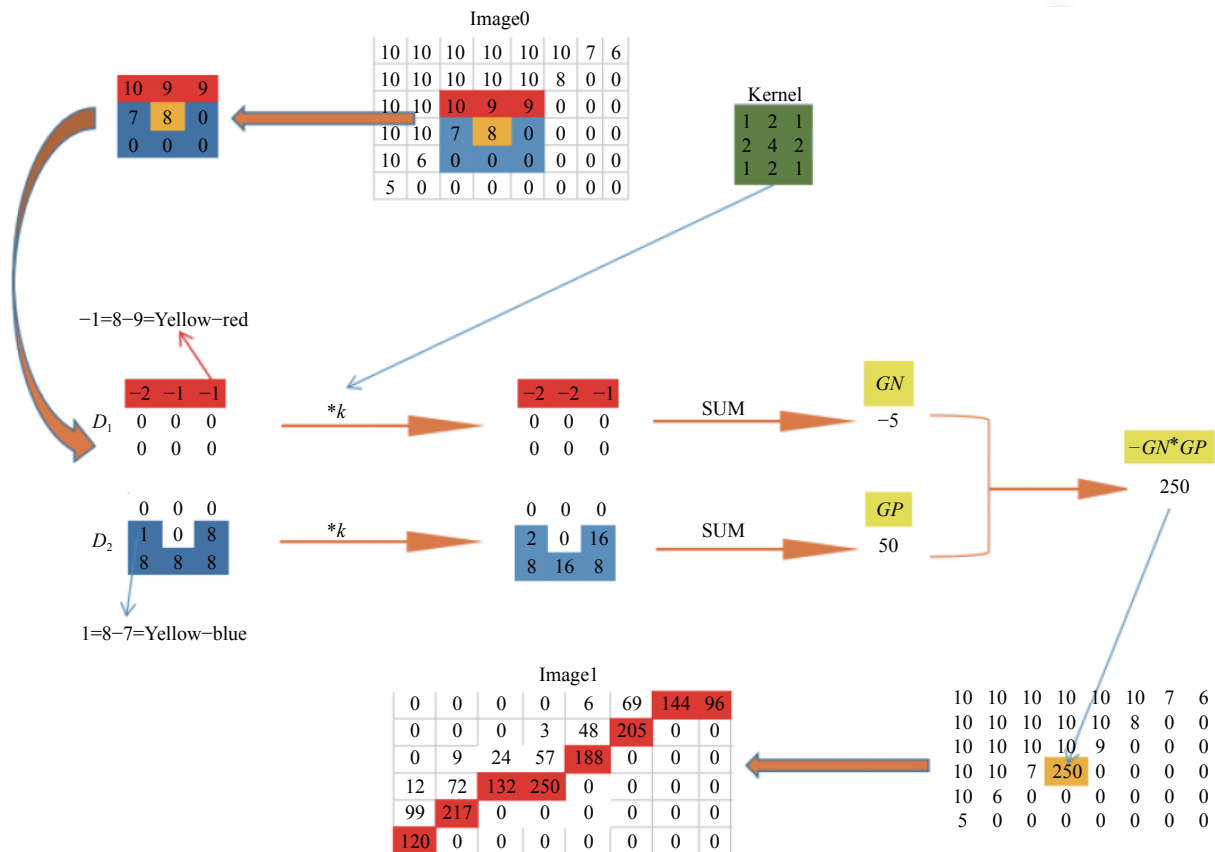 Image0
10 10 10 10 10 10 7 6
10 10 10 10 10 8 0 0
10 10 10 9 9 0 0 0
10 10 7 8 0 0 0 0
10 6 0 0 0 0 0 0
5 0 0 0 0 0 0 0
10 9 9
7 8 0
0 0 0
Kernel
1 2 1
2 4 2
1 2 1
−1=8−9=Yellow−red
D1
−2 −1 −1
0 0 0
0 0 0
*k
−2 −2 −1
0 0 0
0 0 0
SUM
GN
−5
D2
0 0 0
1 0 8
8 8 8
*k
0 0 0
2 0 16
8 16 8
SUM
GP
50
−GN*GP
250
1=8−7=Yellow−blue
Image1
0 0 0 0 6 69 144 96
0 0 0 3 48 205 0 0
0 9 24 57 188 0 0 0
12 72 132 250 0 0 0 0
99 217 0 0 0 0 0 0
120 0 0 0 0 0 0 0
10 10 10 10 10 10 7 6
10 10 10 10 10 8 0 0
10 10 10 10 9 0 0 0
10 10 7 250 0 0 0 0
10 6 0 0 0 0 0 0
5 0 0 0 0 0 0 0